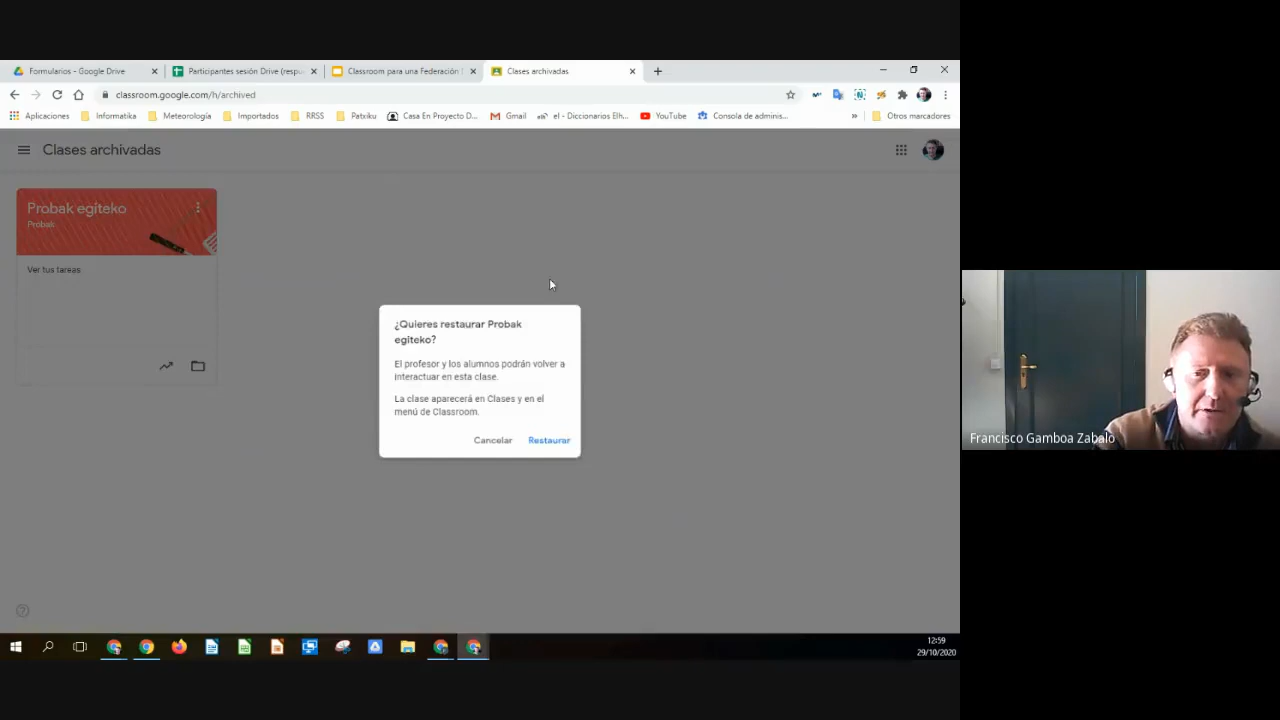 Formularios - Google Drive
Participantes sesión Drive (respu
Classroom para una Federación
Clases archivadas
classroom.google.com/h/archived
Aplicaciones
Informatika
Meteorología
Importados
RRSS
Patxiku
Casa En Proyecto D...
Gmail
el - Diccionarios Elh...
YouTube
Consola de adminis...
»
Otros marcadores
Clases archivadas
Probak egiteko
Probak
Ver tus tareas
¿Quieres restaurar Probak
egiteko?
El profesor y los alumnos podrán volver a
interactuar en esta clase.
La clase aparecerá en Clases y en el
menú de Classroom.
Cancelar
Restaurar
Francisco Gamboa Zabalo
12:59
29/10/2020